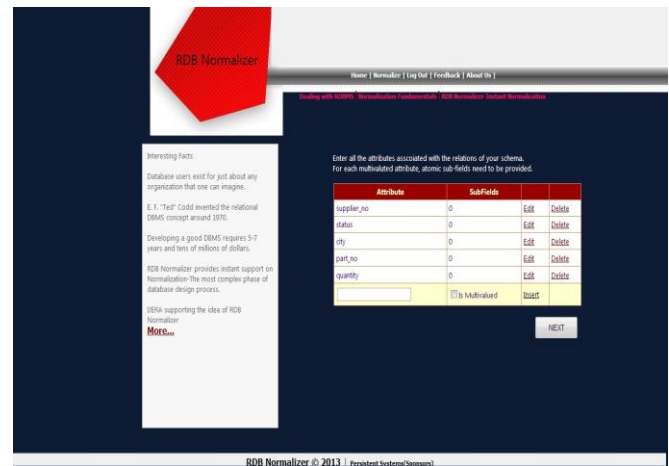 RDB Normalizer
Home | Normalize | Log Out | Feedback | About Us |
Dealing with RDBMS | Normalization Fundamentals | RDB Normalizer Instant Normalization
Interesting Facts
Database users exist for just about any
organization that one can imagine.
E. F. "Ted" Codd invented the relational
DBMS concept around 1970.
Developing a good DBMS requires 5-7
years and tens of millions of dollars.
RDB Normalizer provides instant support on
Normalization-The most complex phase of
database design process.
IJERA supporting the idea of RDB
Normalizer
More...
Enter all the attributes asscoiated with the relations of your schema.
For each multivaluted attribute, atomic sub-fields need to be provided.
Attribute SubFields
supplier_no 0 Edit Delete
status 0 Edit Delete
city 0 Edit Delete
part_no 0 Edit Delete
quantity 0 Edit Delete
Is Multivalued Insert
NEXT
RDB Normalizer © 2013 | Persistent Systems(Sponsors)